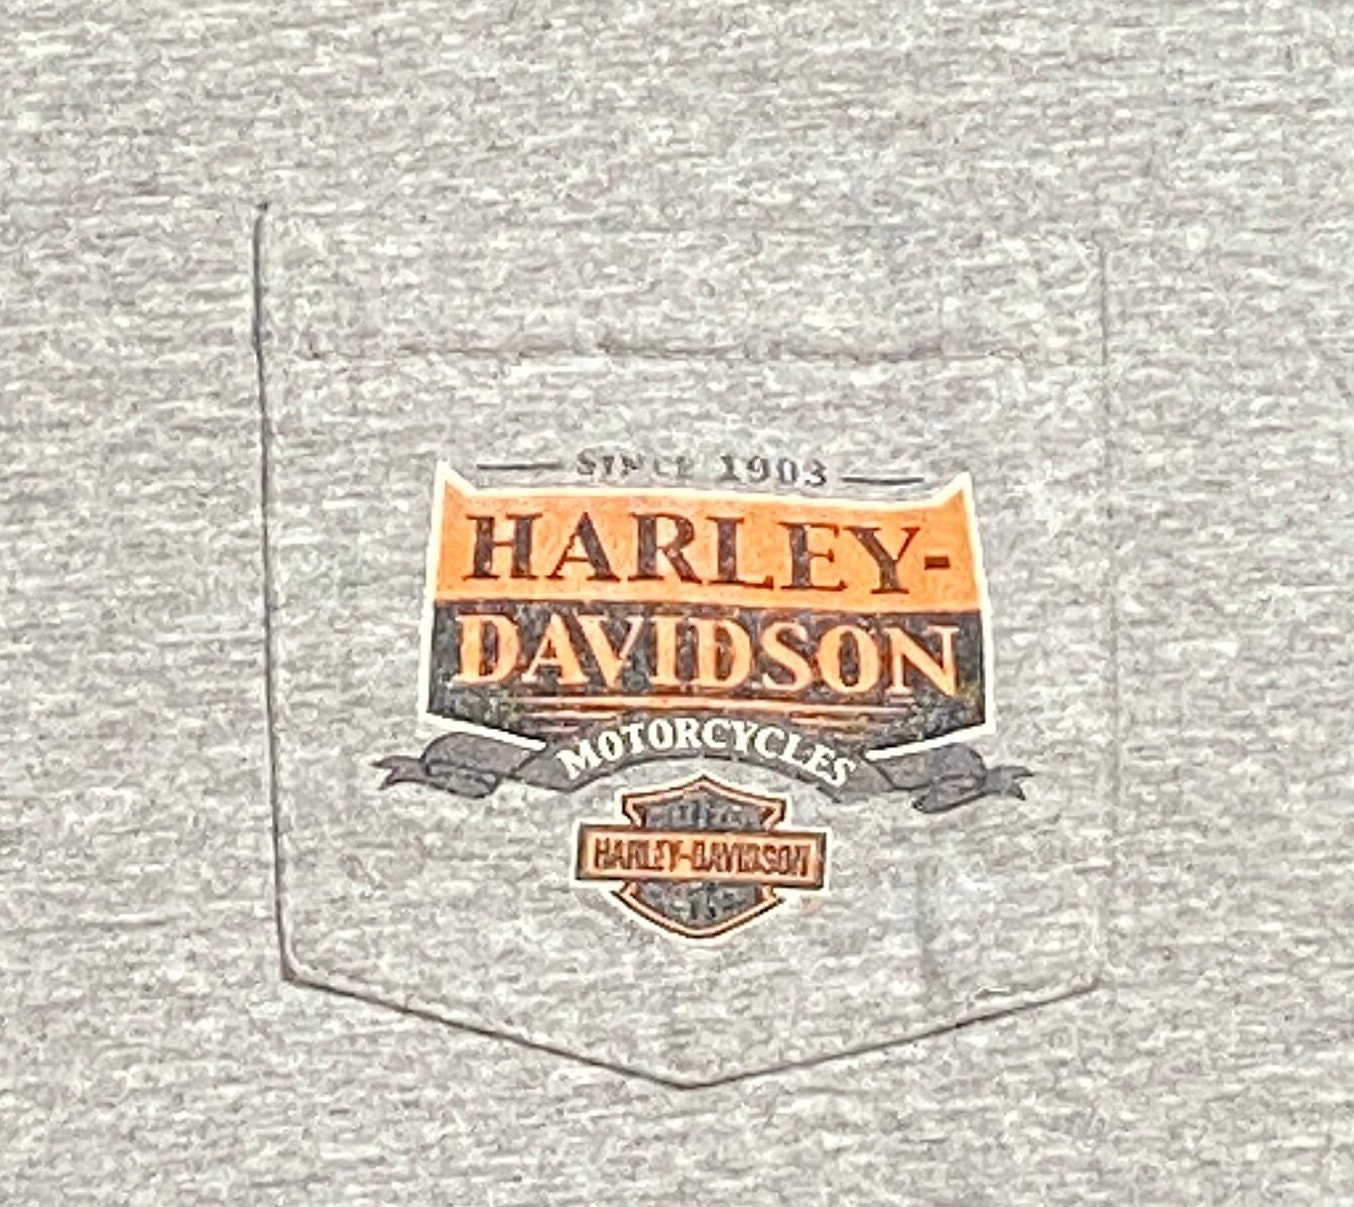 SINCE 1903
HARLEY-
DAVIDSON
MOTORCYCLES
HARLEY-DAVIDSON